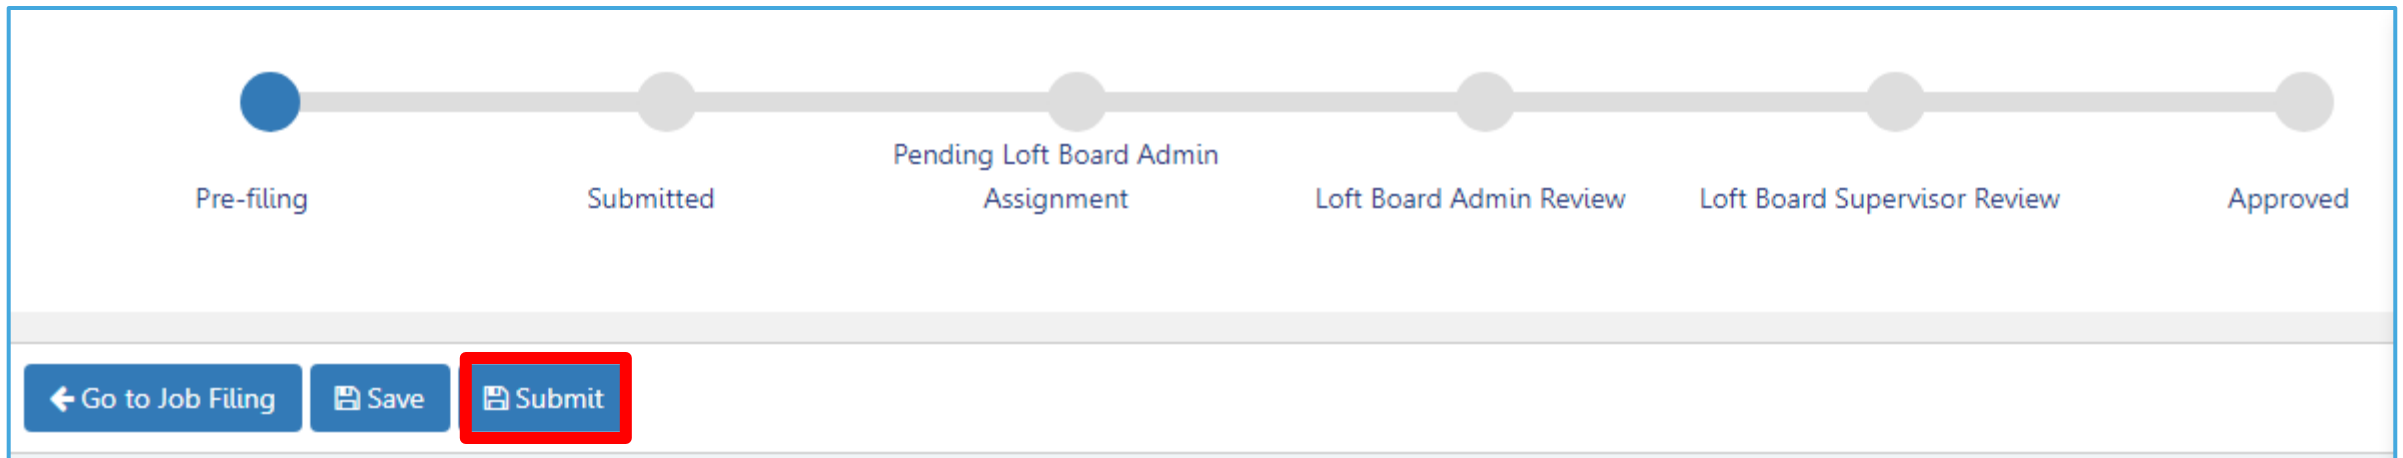 Pending Loft Board Admin
Pre-filing Submitted Assignment Loft Board Admin Review Loft Board Supervisor Review Approved
Go to Job Filing Save Submit